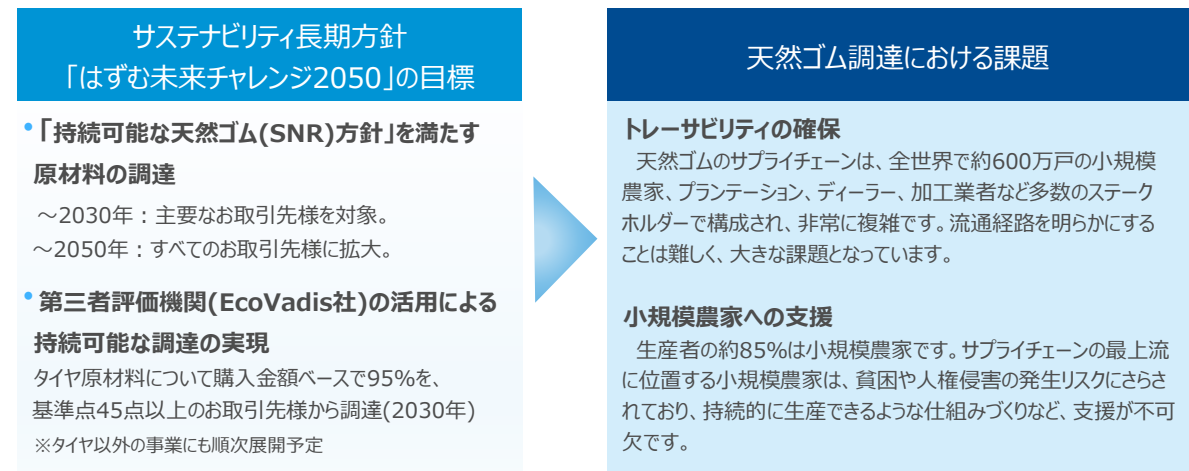 サステナビリティ長期方針
「はずむ未来チャレンジ2050」の目標
•「持続可能な天然ゴム(SNR)方針」を満たす
原材料の調達
～2030年：主要なお取引先様を対象。
～2050年：すべてのお取引先様に拡大。
•第三者評価機関(EcoVadis社)の活用による
持続可能な調達の実現
タイヤ原材料について購入金額ベースで95%を、
基準点45点以上のお取引先様から調達(2030年)
※タイヤ以外の事業にも順次展開予定
天然ゴム調達における課題
トレーサビリティの確保
天然ゴムのサプライチェーンは、全世界で約600万戸の小規模
農家、プランテーション、ディーラー、加工業者など多数のステーク
ホルダーで構成され、非常に複雑です。流通経路を明らかにする
ことは難しく、大きな課題となっています。
小規模農家への支援
生産者の約85%は小規模農家です。サプライチェーンの最上流
に位置する小規模農家は、貧困や人権侵害の発生リスクにさらさ
れており、持続的に生産できるような仕組みづくりなど、支援が不可
欠です。